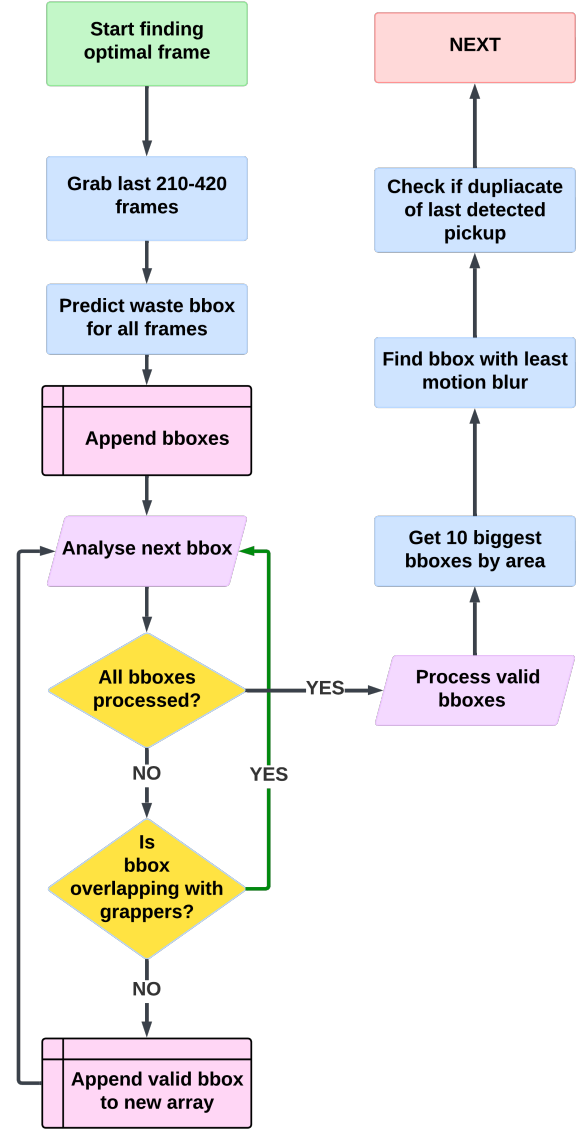 Start finding
optimal frame
Grab last 210-420
frames
Predict waste bbox
for all frames
Append bboxes
Analyse next bbox
All bboxes
processed?
YES
NO
YES
Is
bbox
overlapping with
grappers?
NO
Append valid bbox
to new array
Process valid
bboxes
Get 10 biggest
bboxes by area
Find bbox with least
motion blur
Check if dupliacate
of last detected
pickup
NEXT